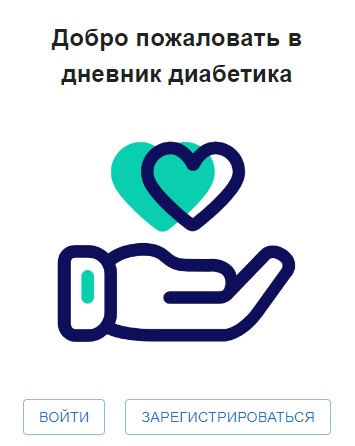 Добро пожаловать в
дневник диабетика
ВОЙТИ
ЗАРЕГИСТРИРОВАТЬСЯ